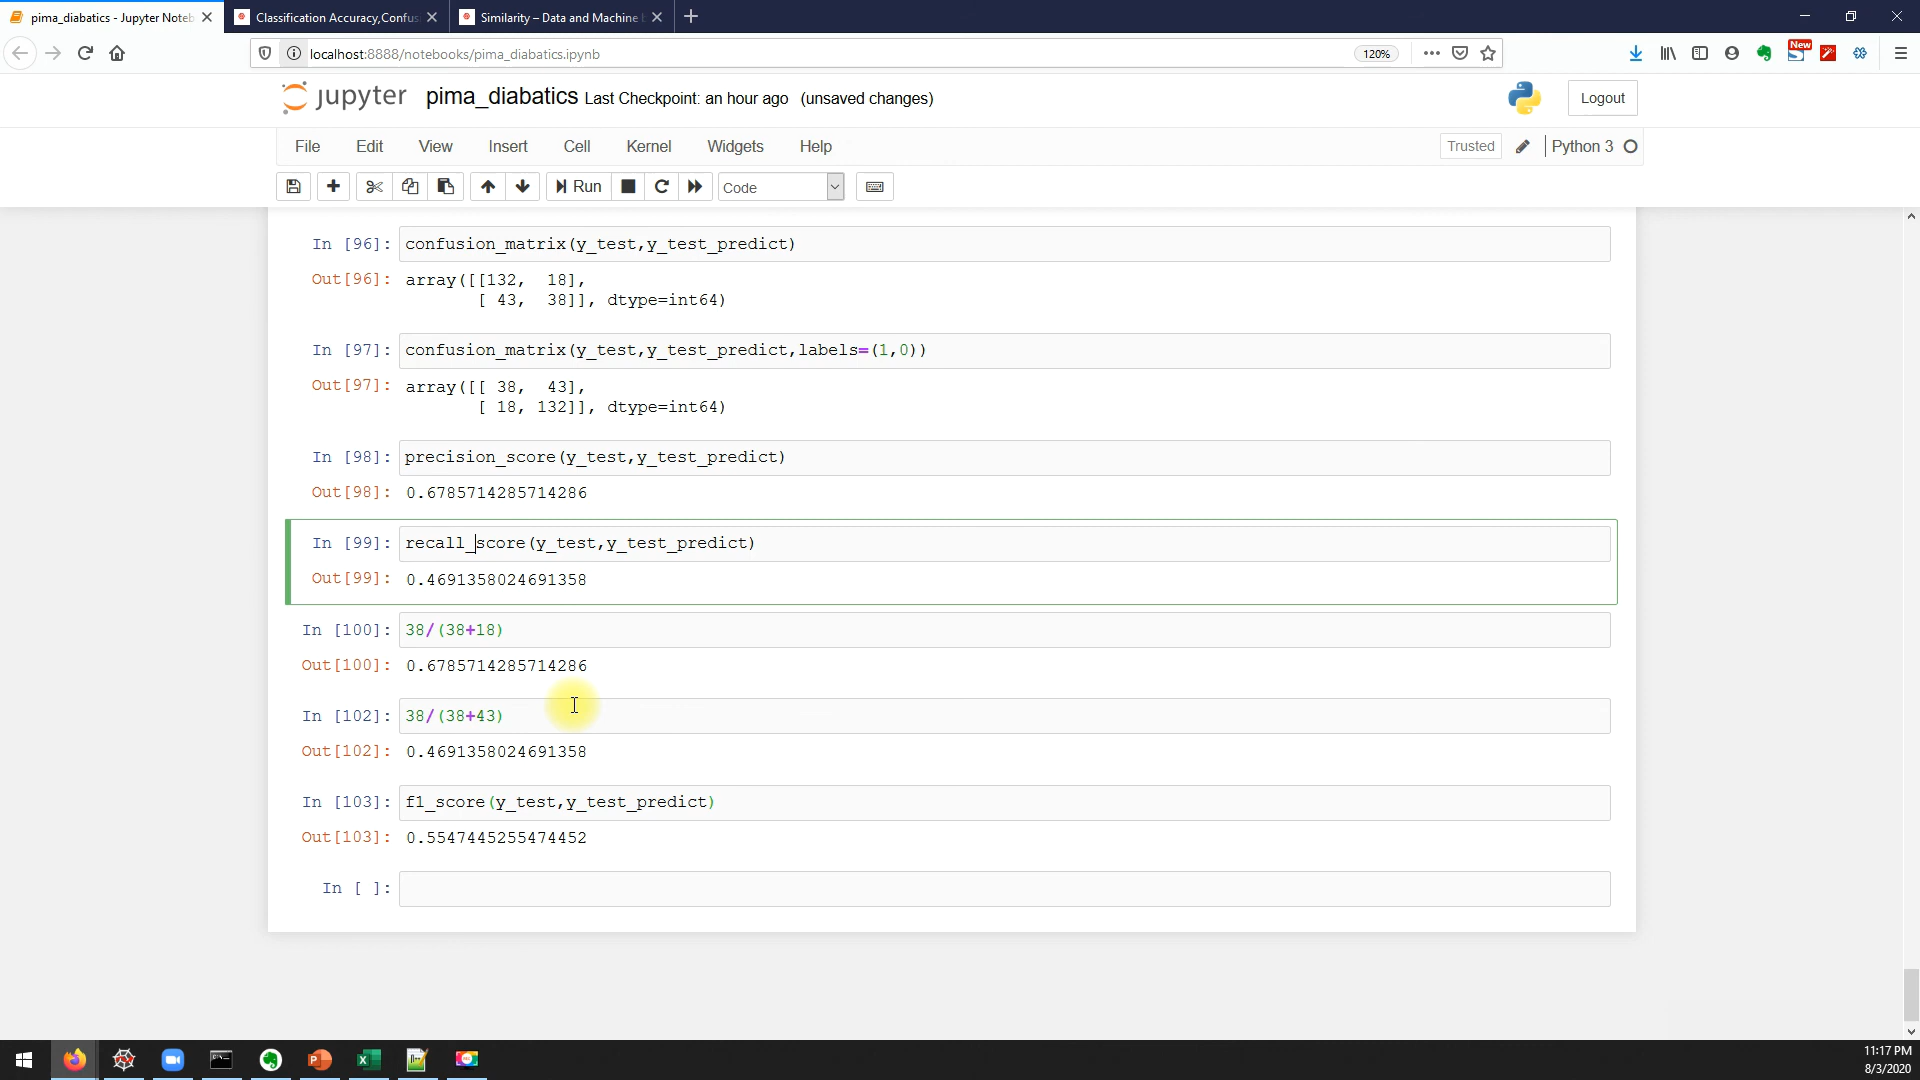 pima_diabatics - Jupyter Noteb
Classification Accuracy,Confus
Similarity – Data and Machine
localhost:8888/notebooks/pima_diabatics.ipynb
120%
New
jupyter pima_diabatics Last Checkpoint: an hour ago (unsaved changes)
Logout
File Edit View Insert Cell Kernel Widgets Help
Trusted
Python 3
Run
Code
In [96]: confusion_matrix(y_test,y_test_predict)
Out[96]: array([[132, 18],
[ 43, 38]], dtype=int64)
In [97]: confusion_matrix(y_test,y_test_predict,labels=(1,0))
Out[97]: array([[ 38, 43],
[ 18, 132]], dtype=int64)
In [98]: precision_score(y_test,y_test_predict)
Out[98]: 0.6785714285714286
In [99]: recall_score(y_test,y_test_predict)
Out[99]: 0.4691358024691358
In [100]: 38/(38+18)
Out[100]: 0.6785714285714286
In [102]: 38/(38+43)
Out[102]: 0.4691358024691358
In [103]: f1_score(y_test,y_test_predict)
Out[103]: 0.5547445255474452
In [ ]:
11:17 PM
8/3/2020